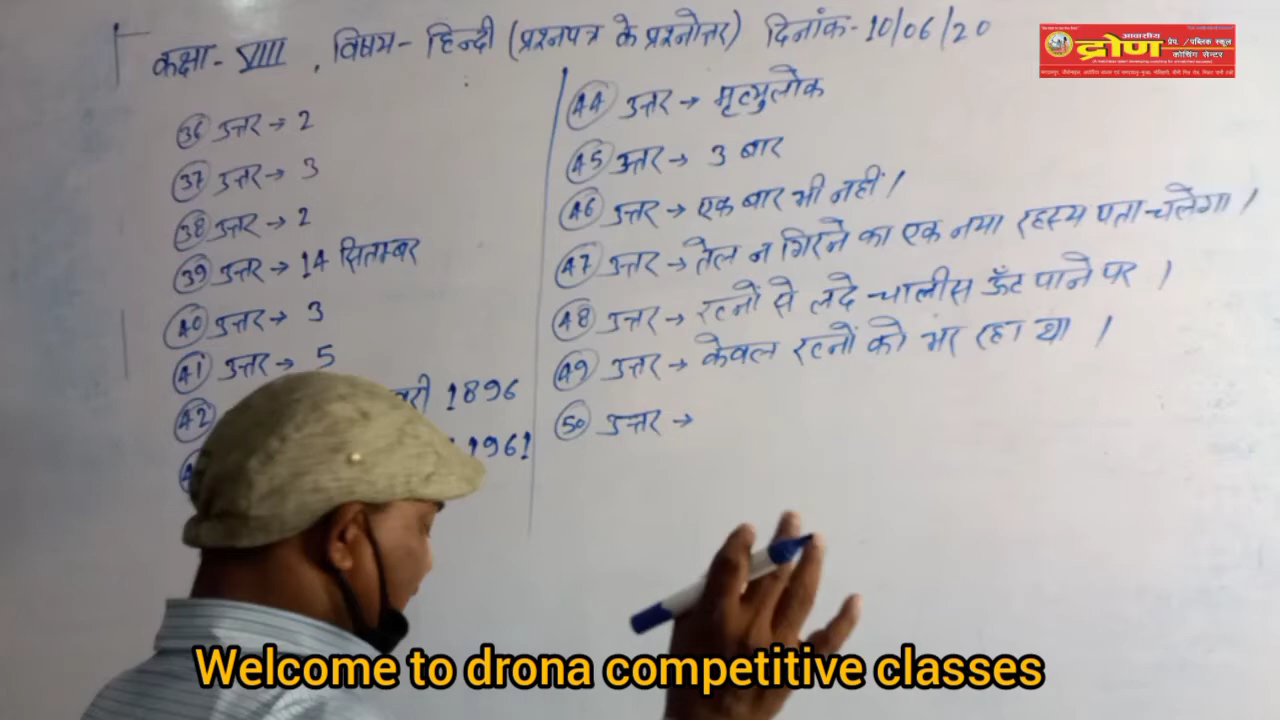 कक्षा- VIII , विषय- हिन्दी (प्रश्नपत्र के प्रश्नोत्तर) दिनांक-10/06/20
36 उत्तर → 2
37 उत्तर → 3
38 उत्तर → 2
39 उत्तर → 14 सितम्बर
40 उत्तर → 3
41 उत्तर → 5
42 1896
1961
44 उत्तर → मृत्युलोक
45 उत्तर → 3 बार
46 उत्तर → एक बार भी नहीं।
47 उत्तर → तेल न गिरने का एक नया रहस्य पता चलेगा।
48 उत्तर → रत्नों से लदे चालीस ऊँट पाने पर।
49 उत्तर → केवल रत्नों को भर रहा था।
50 उत्तर →
आवासीय
द्रोण प्रेप. /पब्लिक स्कूल
कोचिंग सेन्टर
Welcome to drona competitive classes